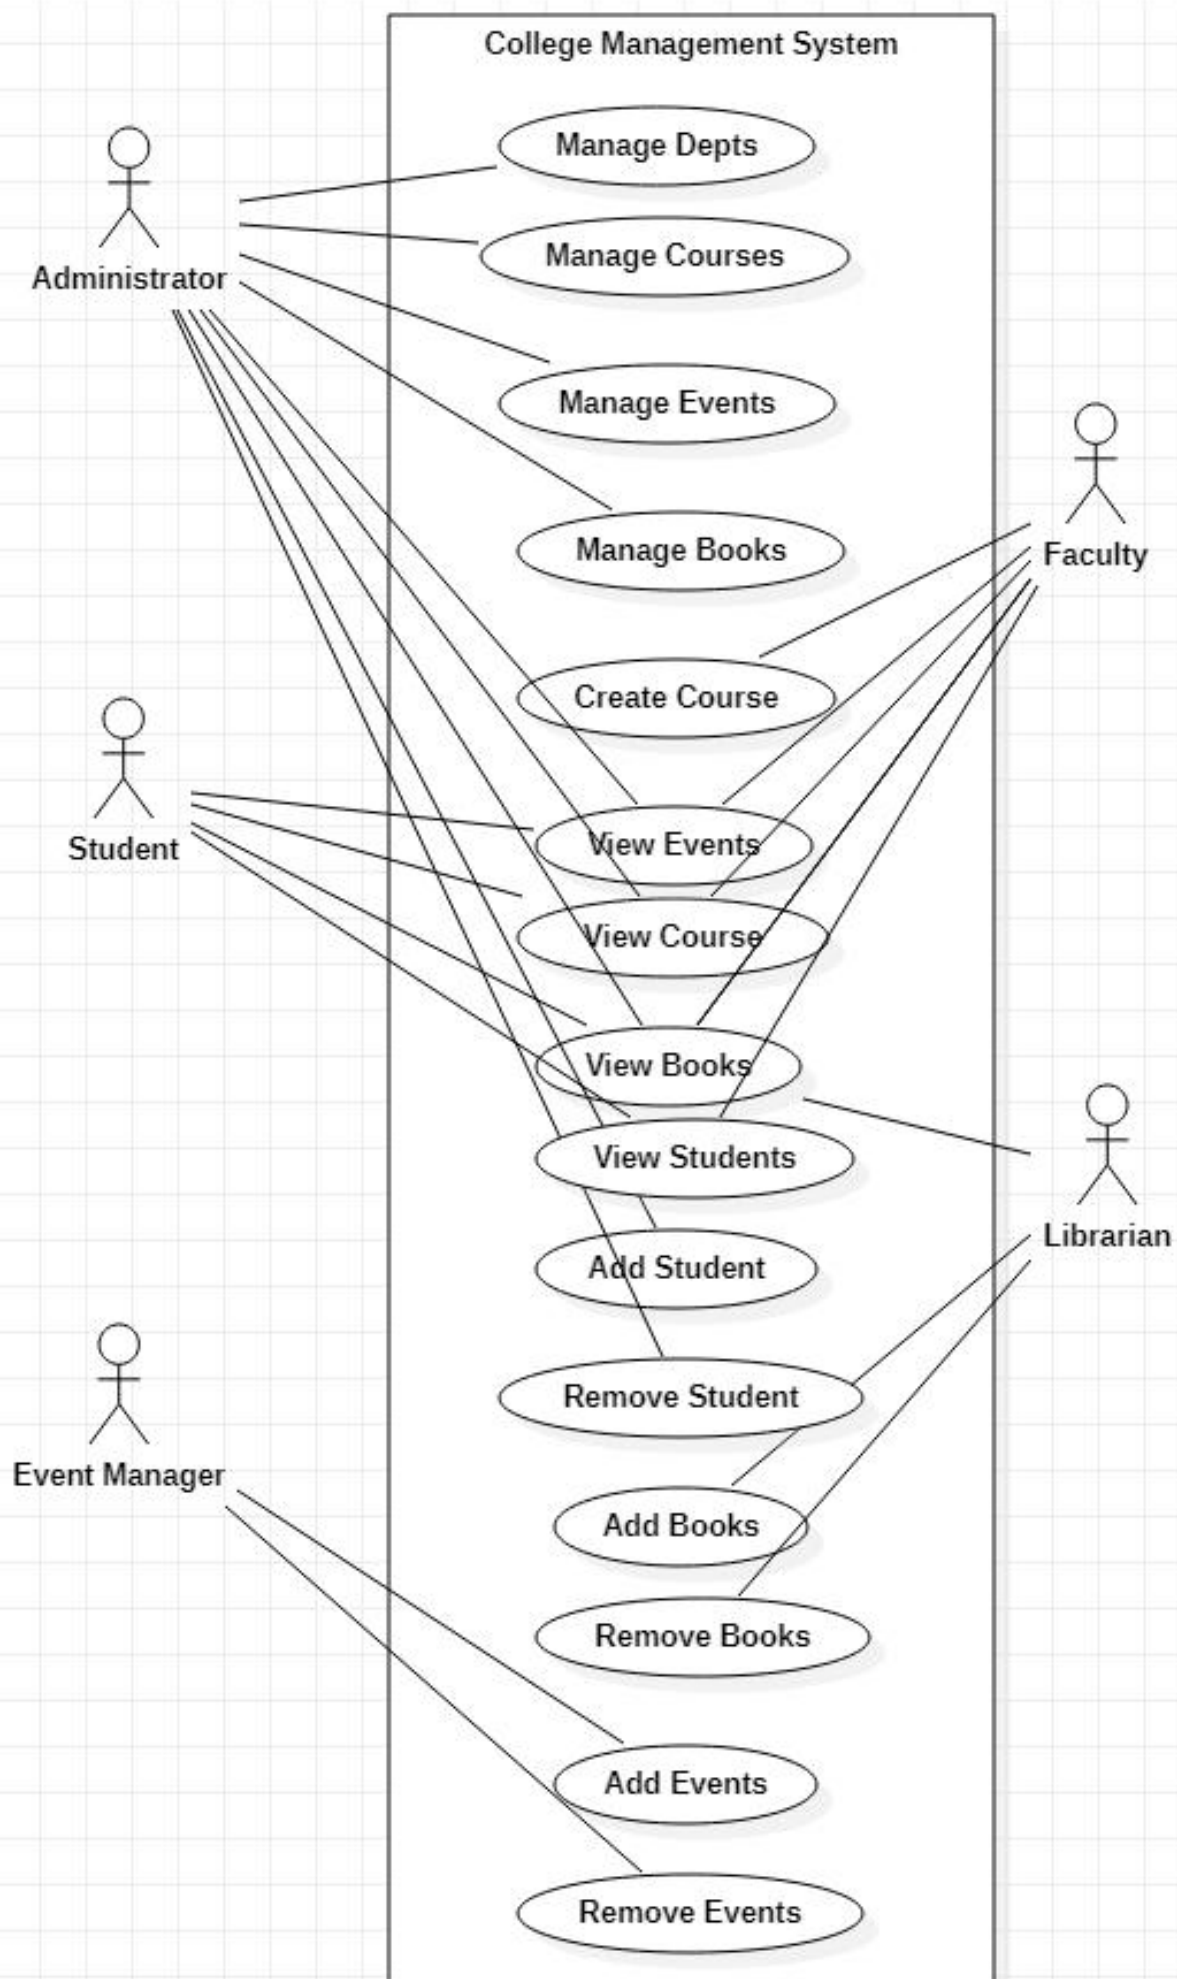 College Management System
Manage Depts
Manage Courses
Administrator
Manage Events
Manage Books
Faculty
Create Course
Student
View Events
View Course
View Books
View Students
Librarian
Add Student
Remove Student
Event Manager
Add Books
Remove Books
Add Events
Remove Events